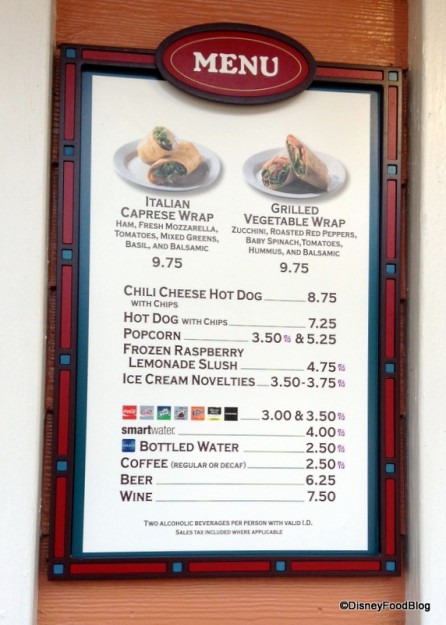 MENU
ITALIAN
CAPRESE WRAP
HAM, FRESH MOZZARELLA,
TOMATOES, MIXED GREENS,
BASIL, AND BALSAMIC
9.75
GRILLED
VEGETABLE WRAP
ZUCCHINI, ROASTED RED PEPPERS,
BABY SPINACH, TOMATOES,
HUMMUS, AND BALSAMIC
9.75
CHILI CHEESE HOT DOG 8.75
WITH CHIPS
HOT DOG WITH CHIPS 7.25
POPCORN 3.50 & 5.25
FROZEN RASPBERRY
LEMONADE SLUSH 4.75
ICE CREAM NOVELTIES 3.50-3.75
3.00 & 3.50
smartwater 4.00
BOTTLED WATER 2.50
COFFEE (REGULAR OR DECAF) 2.50
BEER 6.25
WINE 7.50
TWO ALCOHOLIC BEVERAGES PER PERSON WITH VALID I.D.
SALES TAX INCLUDED WHERE APPLICABLE
©DisneyFoodBlog